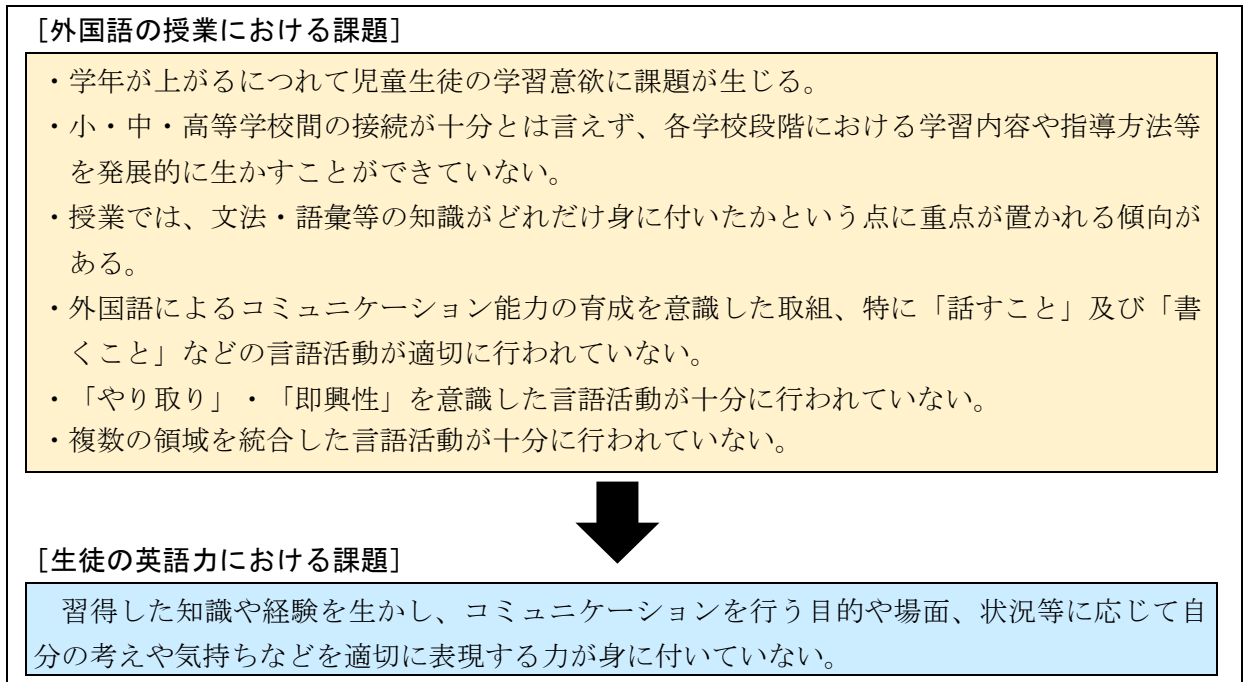 [外国語の授業における課題]
・学年が上がるにつれて児童生徒の学習意欲に課題が生じる。
・小・中・高等学校間の接続が十分とは言えず、各学校段階における学習内容や指導方法等
を発展的に生かすことができていない。
・授業では、文法・語彙等の知識がどれだけ身に付いたかという点に重点が置かれる傾向が
ある。
・外国語によるコミュニケーション能力の育成を意識した取組、特に「話すこと」及び「書
くこと」などの言語活動が適切に行われていない。
・「やり取り」・「即興性」を意識した言語活動が十分に行われていない。
・複数の領域を統合した言語活動が十分に行われていない。
[生徒の英語力における課題]
習得した知識や経験を生かし、コミュニケーションを行う目的や場面、状況等に応じて自
分の考えや気持ちなどを適切に表現する力が身に付いていない。